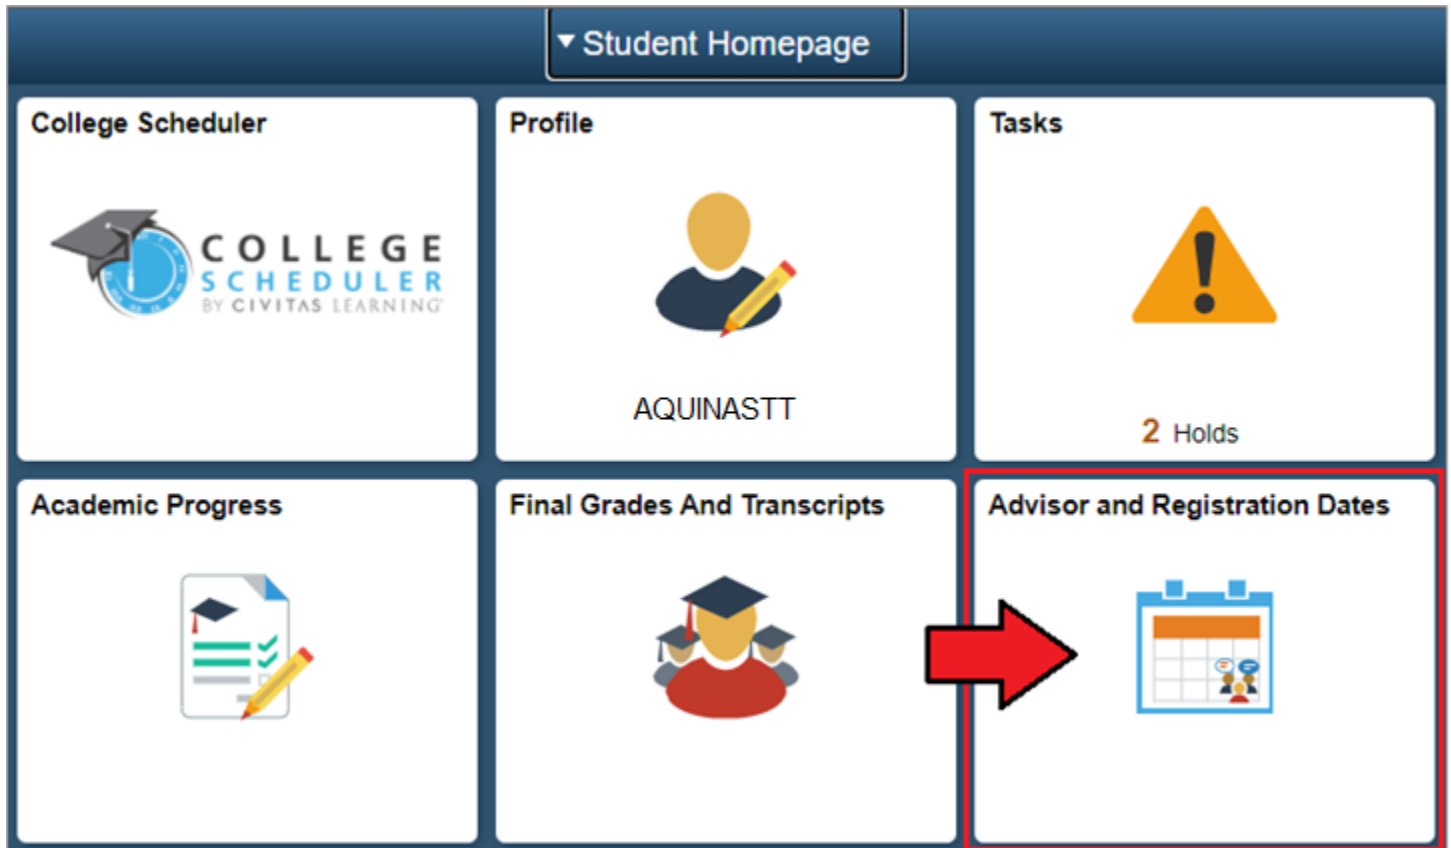 Student Homepage
College Scheduler
Profile
Tasks
COLLEGE
SCHEDULER
BY CIVITAS LEARNING
AQUINASTT
2 Holds
Academic Progress
Final Grades And Transcripts
Advisor and Registration Dates